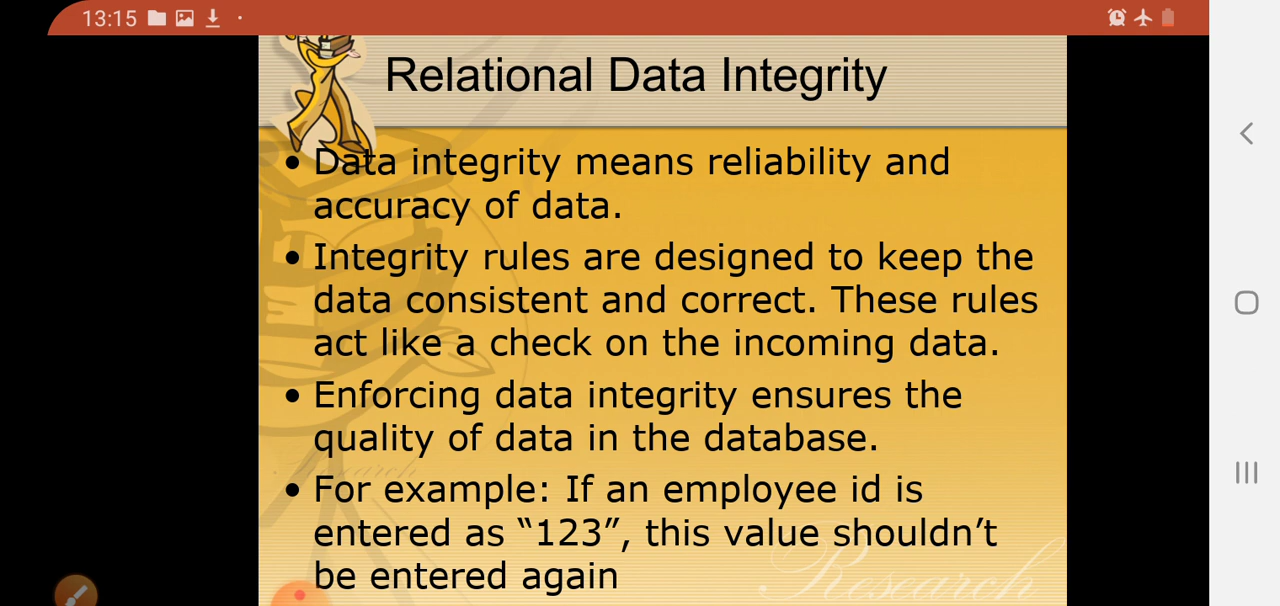 13:15
Relational Data Integrity
• Data integrity means reliability and
accuracy of data.
• Integrity rules are designed to keep the
data consistent and correct. These rules
act like a check on the incoming data.
• Enforcing data integrity ensures the
quality of data in the database.
• For example: If an employee id is
entered as “123”, this value shouldn’t
be entered again
Research
Research